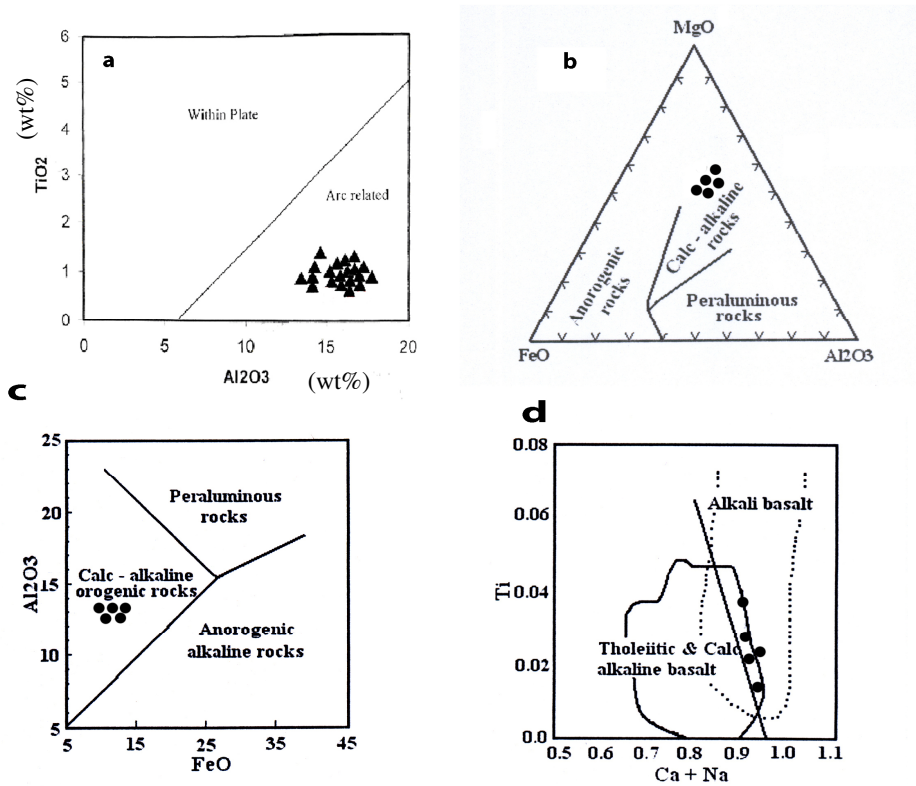 a
6
5
4
3
2
1
0
TiO2 (wt%)
Within Plate
Arc related
0 5 10 15 20
Al2O3 (wt%)
b
MgO
Anorogenic
rocks
Calc - alkaline
rocks
Peraluminous
rocks
FeO Al2O3
c
25
20
15
10
5
Al2O3
Peraluminous
rocks
Calc - alkaline
orogenic rocks
Anorogenic
alkaline rocks
5 15 25 35 45
FeO
d
0.08
0.06
0.04
0.02
0.0
Ti
Alkali basalt
Tholeiitic & Calc
alkaline basalt
0.5 0.6 0.7 0.8 0.9 1.0 1.1
Ca + Na